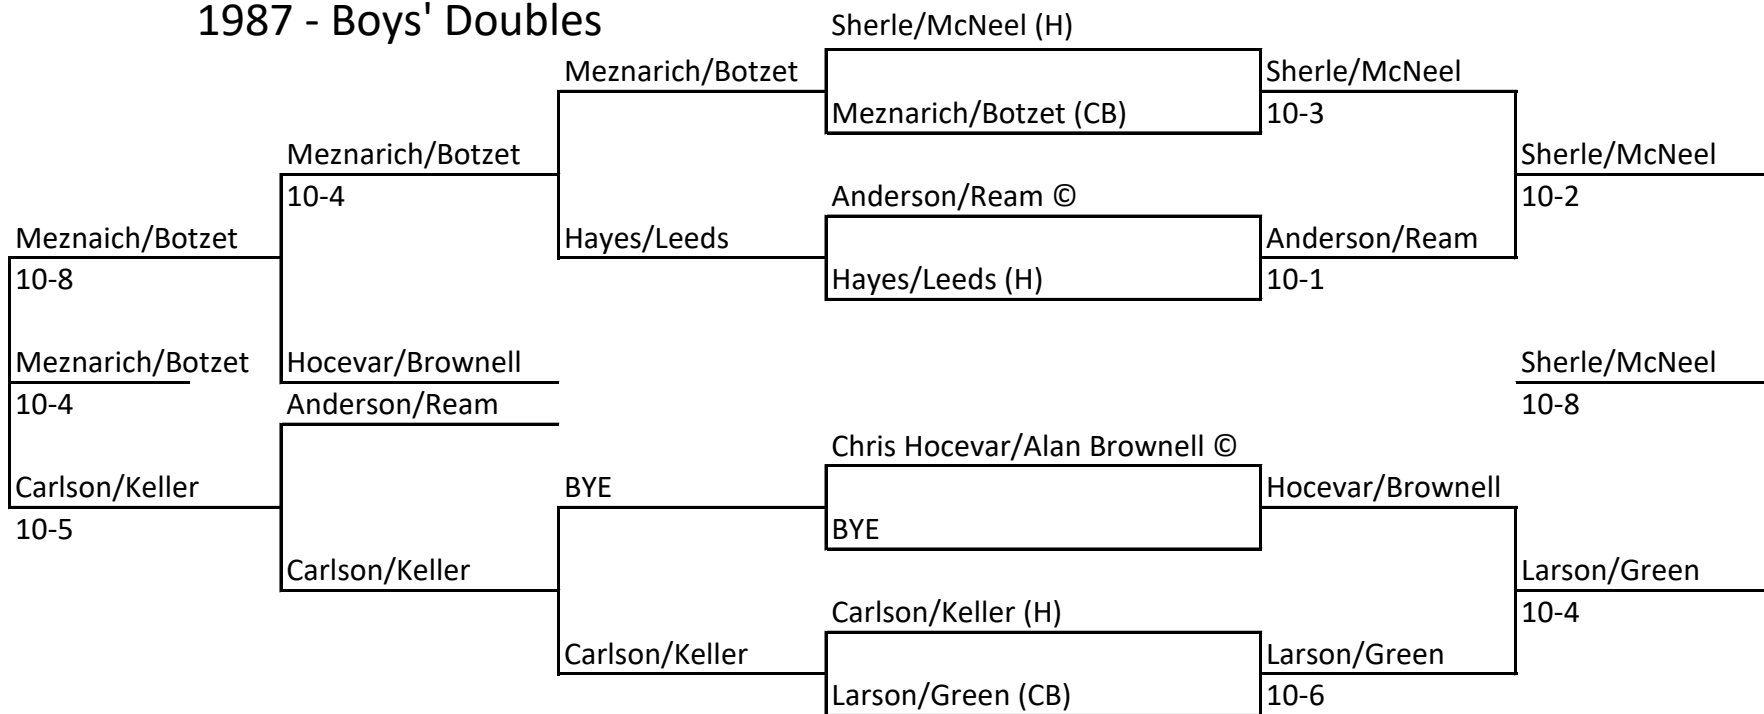 1987 - Boys' Doubles
Sherle/McNeel (H)
Meznarich/Botzet
Sherle/McNeel
Meznarich/Botzet (CB)
10-3
Meznarich/Botzet
Sherle/McNeel
10-4
Anderson/Ream ©
10-2
Meznaich/Botzet
Hayes/Leeds
Anderson/Ream
10-8
Hayes/Leeds (H)
10-1
Meznarich/Botzet
Hocevar/Brownell
Sherle/McNeel
10-4
Anderson/Ream
10-8
Chris Hocevar/Alan Brownell ©
Carlson/Keller
BYE
Hocevar/Brownell
10-5
BYE
Carlson/Keller
Larson/Green
Carlson/Keller (H)
10-4
Carlson/Keller
Larson/Green
Larson/Green (CB)
10-6